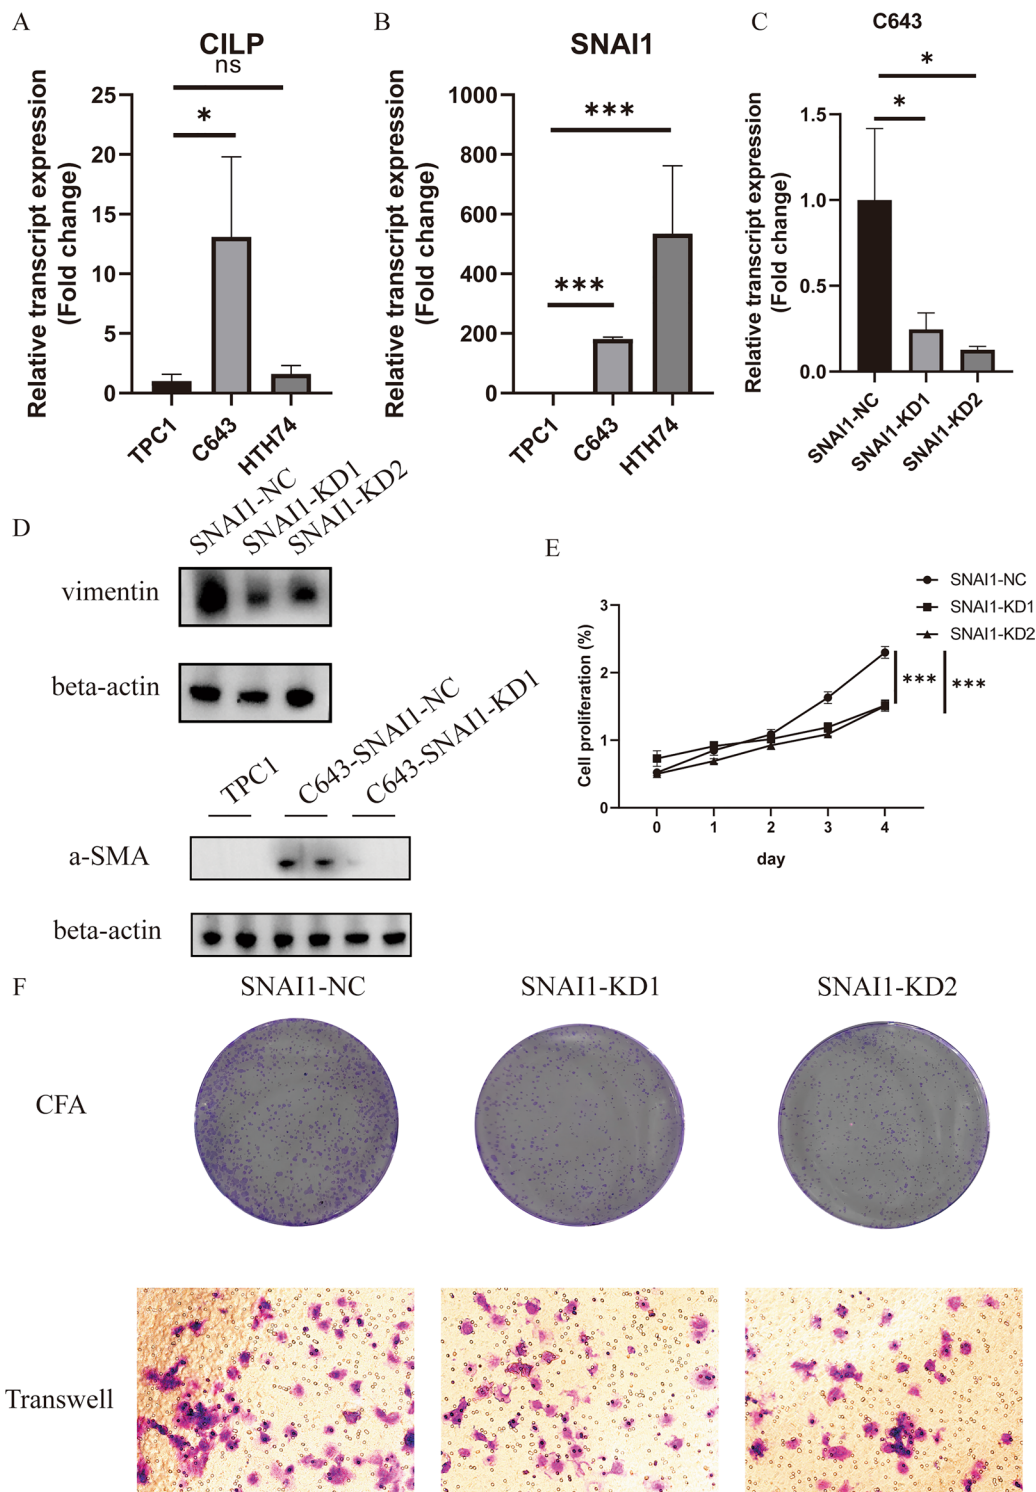 A
CILP
ns
*
Relative transcript expression
(Fold change)
25
20
15
10
5
0
TPC1
C643
HTH74
B
SNAI1
***
***
Relative transcript expression
(Fold change)
1000
800
600
400
200
0
TPC1
C643
HTH74
C
C643
*
*
Relative transcript expression
(Fold change)
1.5
1.0
0.5
0.0
SNAI1-NC
SNAI1-KD1
SNAI1-KD2
D
SNAI1-NC
SNAI1-KD1
SNAI1-KD2
vimentin
beta-actin
TPC1
C643-SNAI1-NC
C643-SNAI1-KD1
a-SMA
beta-actin
E
SNAI1-NC
SNAI1-KD1
SNAI1-KD2
***
***
Cell proliferation (%)
3
2
1
0
0 1 2 3 4
day
F
SNAI1-NC SNAI1-KD1 SNAI1-KD2
CFA
Transwell